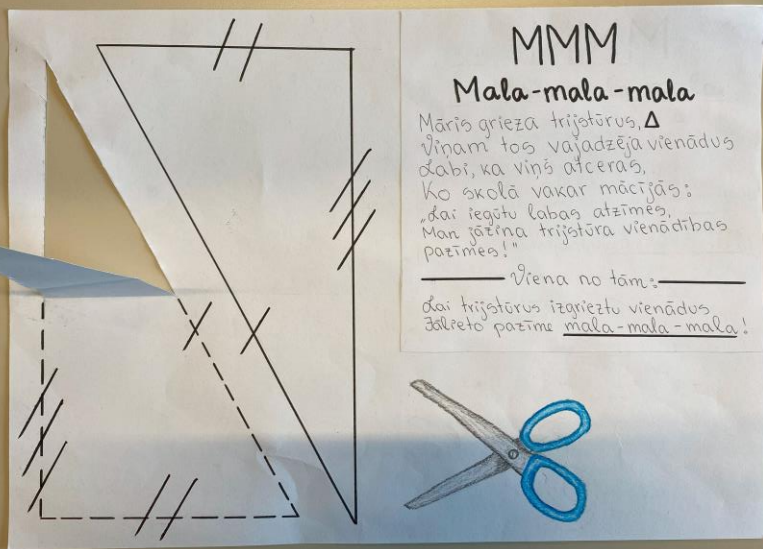 MMM
Mala-mala-mala
Māris grieza trijstūrus, Δ
Viņam tos vajadzēja vienādus
Labi, ka viņš atceras,
Ko skolā vakar mācījās:
"Lai iegūtu labas atzīmes,
Man jāzina trijstūra vienādības
pazīmes!"
Viena no tām:
Lai trijstūrus izgrieztu vienādus
Jālieto pazīme mala-mala-mala!